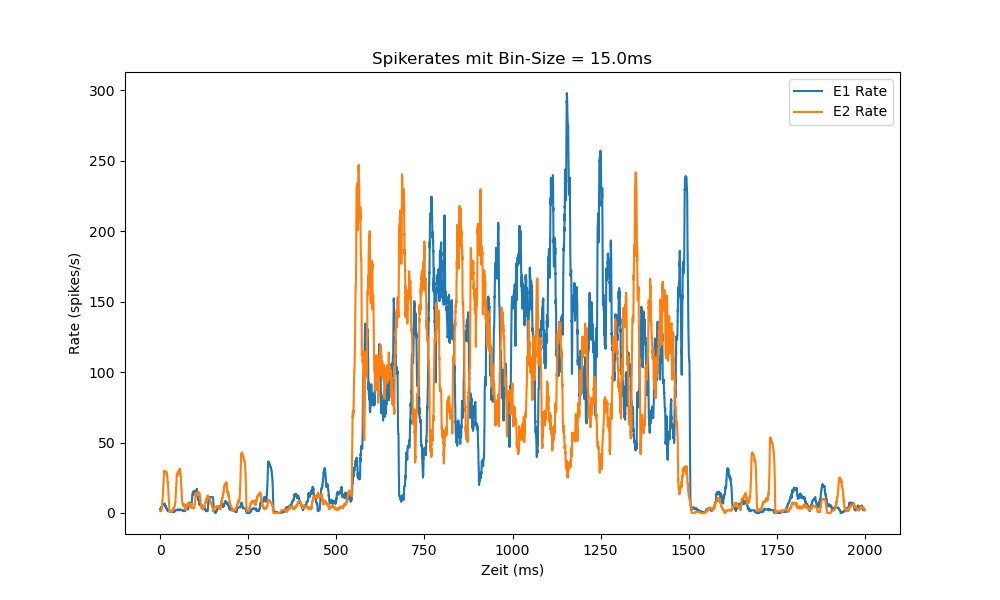 Spikerates mit Bin-Size = 15.0ms
E1 Rate
E2 Rate
300
250
200
150
100
50
0
Rate (spikes/s)
0 250 500 750 1000 1250 1500 1750 2000
Zeit (ms)